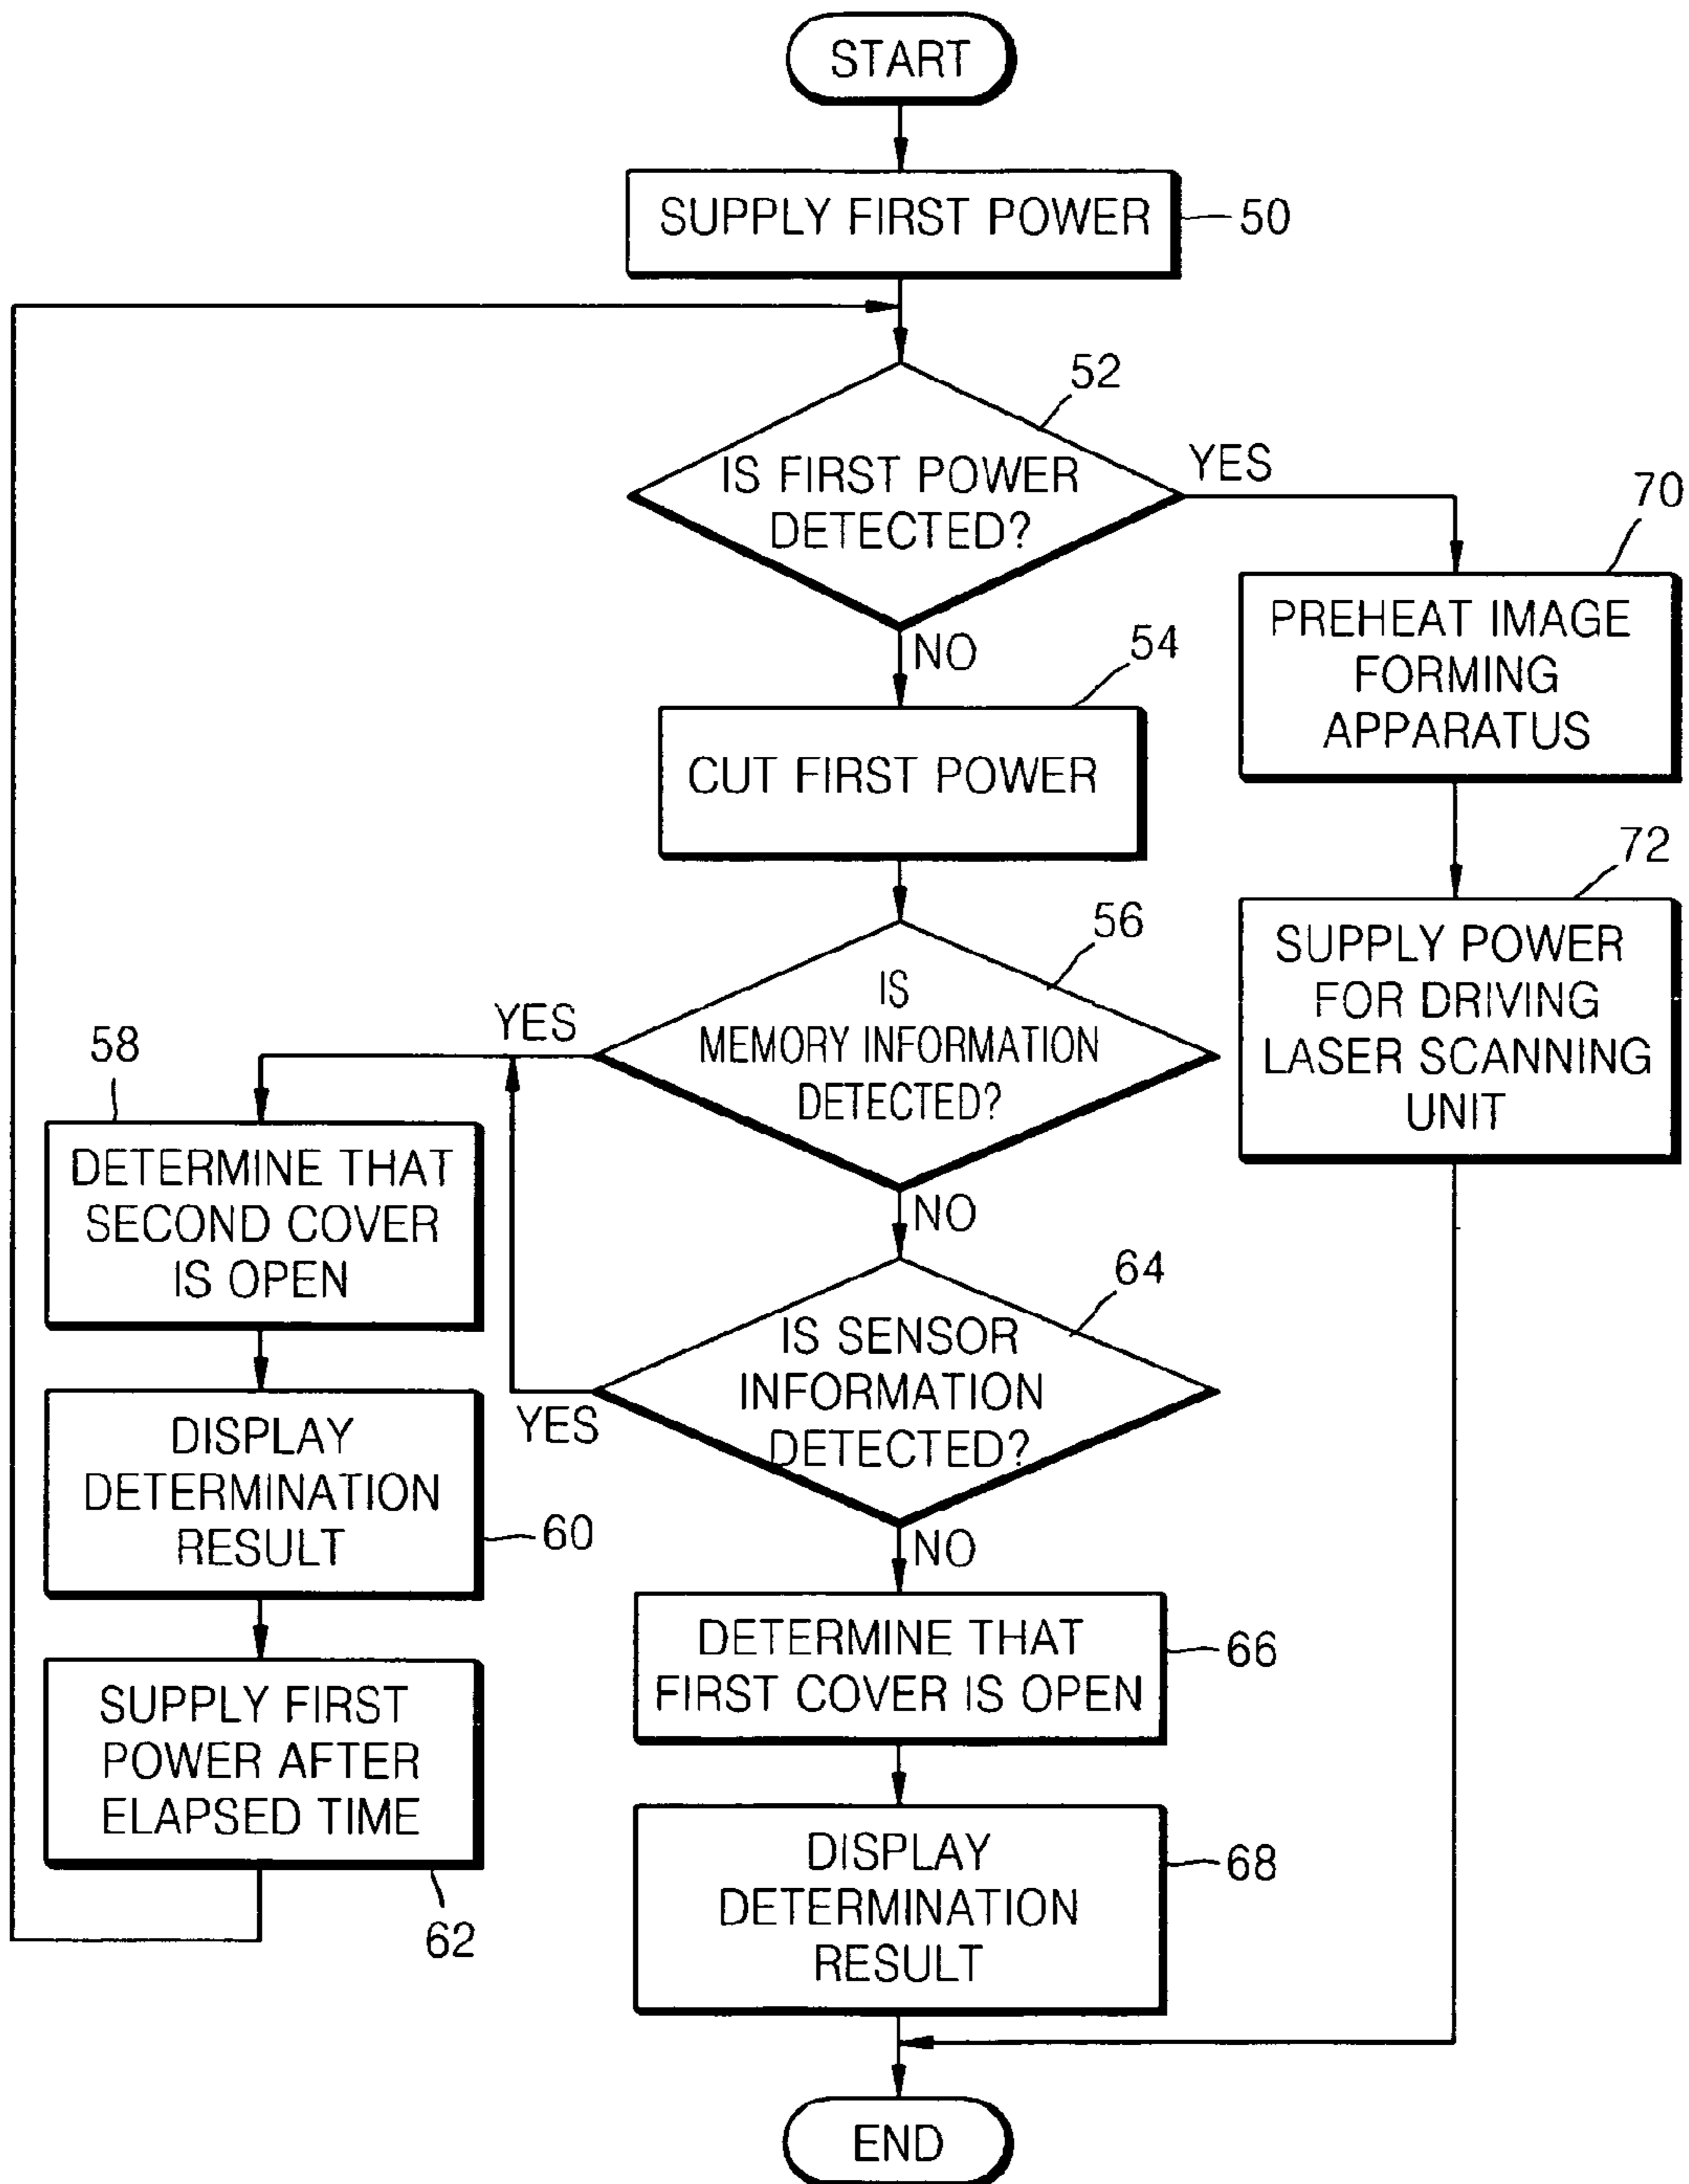 START
SUPPLY FIRST POWER
50
52
IS FIRST POWER
DETECTED?
YES
NO
54
CUT FIRST POWER
70
PREHEAT IMAGE
FORMING
APPARATUS
72
SUPPLY POWER
FOR DRIVING
LASER SCANNING
UNIT
56
IS
MEMORY INFORMATION
DETECTED?
YES
NO
58
DETERMINE THAT
SECOND COVER
IS OPEN
DISPLAY
DETERMINATION
RESULT
60
SUPPLY FIRST
POWER AFTER
ELAPSED TIME
62
64
IS SENSOR
INFORMATION
DETECTED?
YES
NO
DETERMINE THAT
FIRST COVER IS OPEN
66
DISPLAY
DETERMINATION
RESULT
68
END